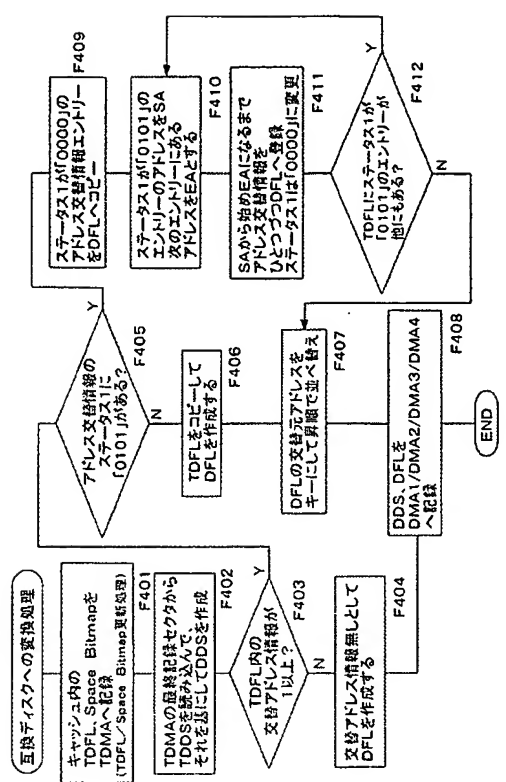 互換ディスクへの変換処理
キャッシュ内の
TDFL、Space Bitmapを
TDMAへ記録
(TDFL/Space Bitmap更新処理)
F401
TDMAの最終記録セクタから
TDDSを読み込んで、
それを基にしてDDSを作成
F402
TDFL内の
交替アドレス情報が
1以上?
F403
Y
N
交替アドレス情報無しとして
DFLを作成する
F404
アドレス交替情報の
ステータス1に
「0101」がある?
F405
Y
N
TDFLをコピーして
DFLを作成する
F406
DFLの交替元アドレスを
キーにして昇順で並べ替え
F407
DDS、DFLを
DMA1/DMA2/DMA3/DMA4
へ記録
F408
END
ステータス1が「0000」の
アドレス交替情報エントリー
をDFLへコピー
F409
ステータス1が「0101」の
エントリーのアドレスをSA
次のエントリーにある
アドレスをEAとする
F410
SAから始めEAになるまで
アドレス交替情報を
ひとつづつDFLへ登録
ステータス1は「0000」に変更
F411
TDFLにステータス1が
「0101」のエントリーが
他にもある?
F412
Y
N